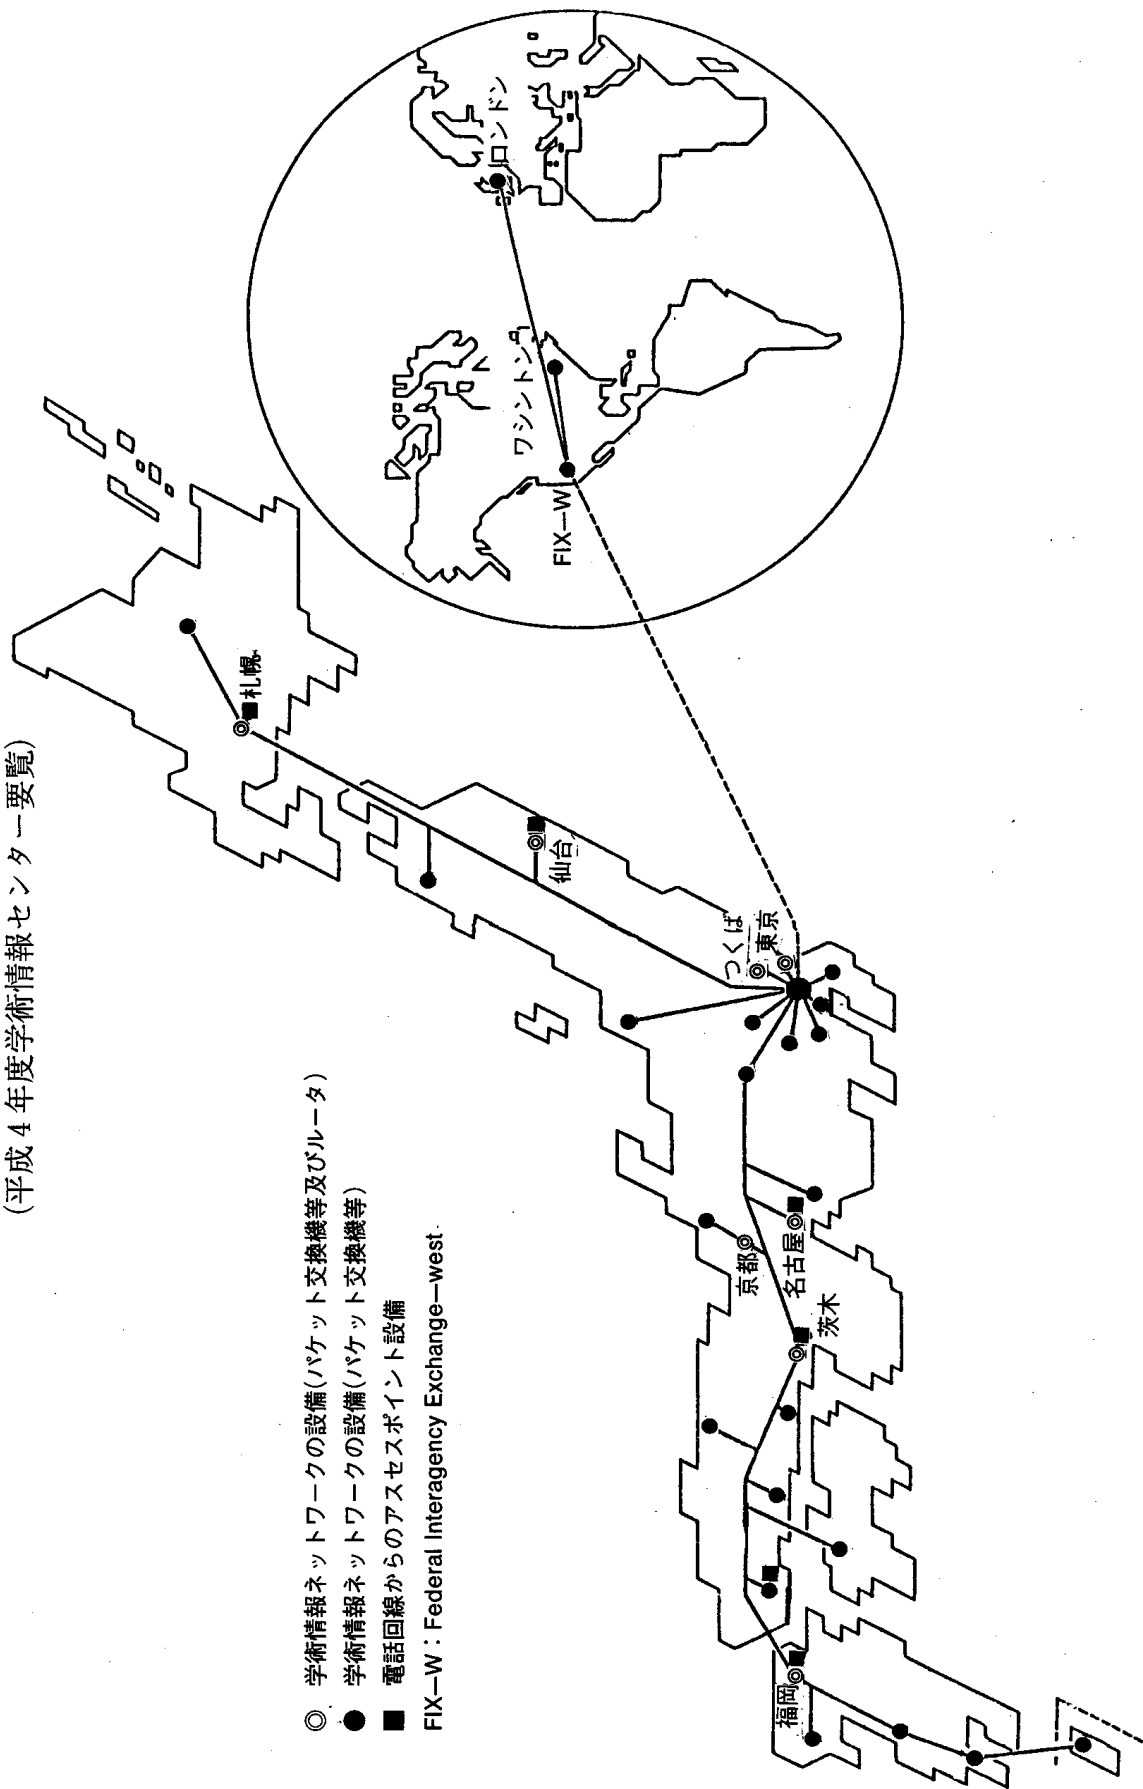 (平成4年度学術情報センター要覧)
◎ 学術情報ネットワークの設備(パケット交換機等及びルータ)
● 学術情報ネットワークの設備(パケット交換機等)
■ 電話回線からのアスセスポイント設備
FIX—W：Federal Interagency Exchange—west
札幌
仙台
つくば
東京
京都
名古屋
茨木
福岡
FIX—W
ワシントン
ロンドン